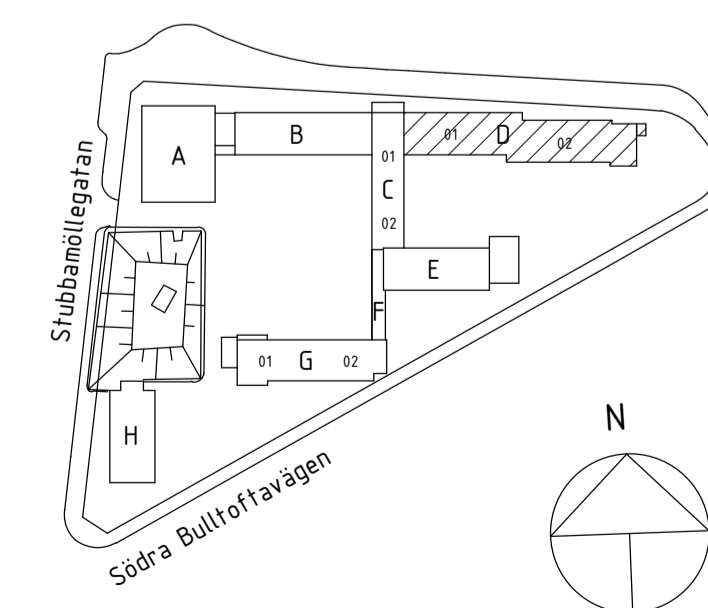 A
B
01
D
02
01
C
02
Stubbamöllegatan
E
F
01
G
02
H
N
Södra Bulltoftavägen